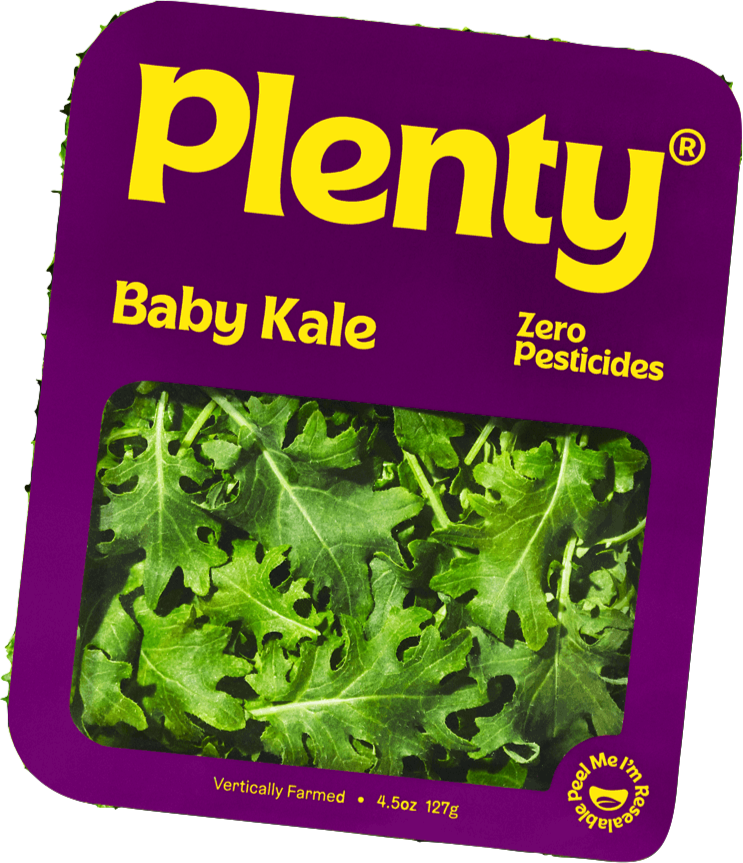 Plenty®
Baby Kale
Zero
Pesticides
Vertically Farmed • 4.5oz 127g
Peel Me I'm Resealable